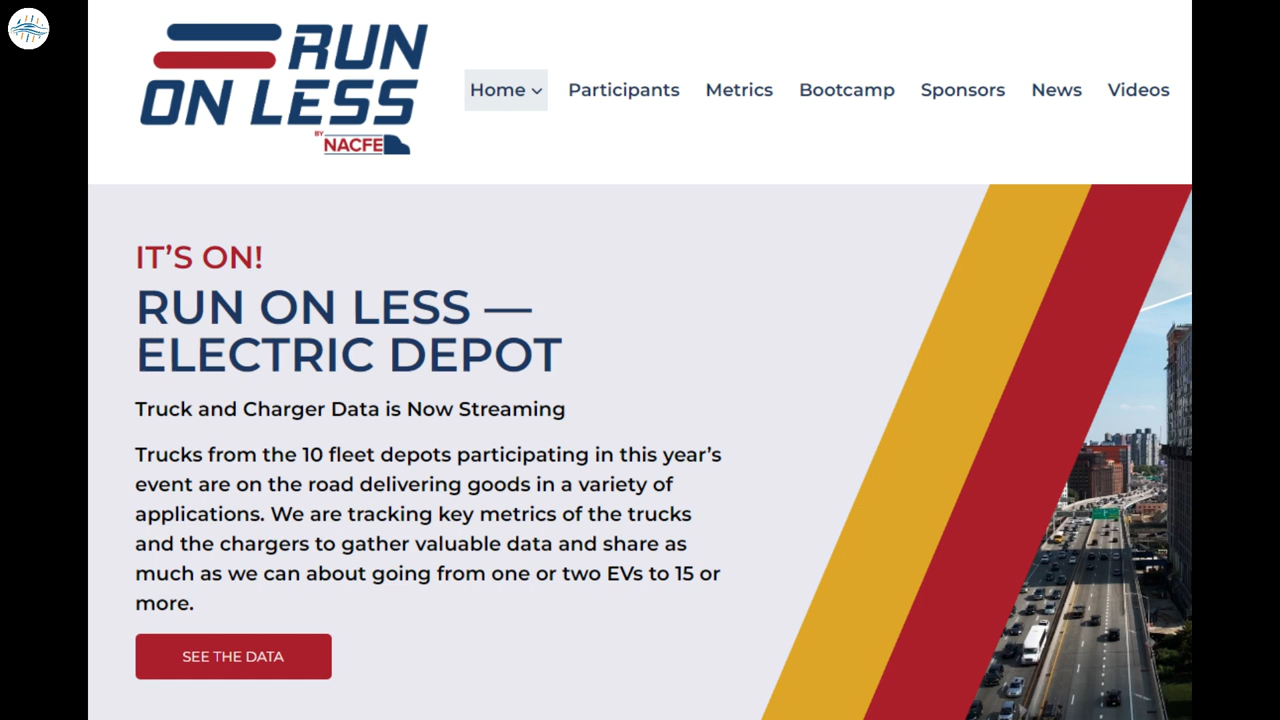 RUN
ON LESS
BY NACFE
Home Participants Metrics Bootcamp Sponsors News Videos
IT’S ON!
RUN ON LESS —
ELECTRIC DEPOT
Truck and Charger Data is Now Streaming
Trucks from the 10 fleet depots participating in this year’s
event are on the road delivering goods in a variety of
applications. We are tracking key metrics of the trucks
and the chargers to gather valuable data and share as
much as we can about going from one or two EVs to 15 or
more.
SEE THE DATA